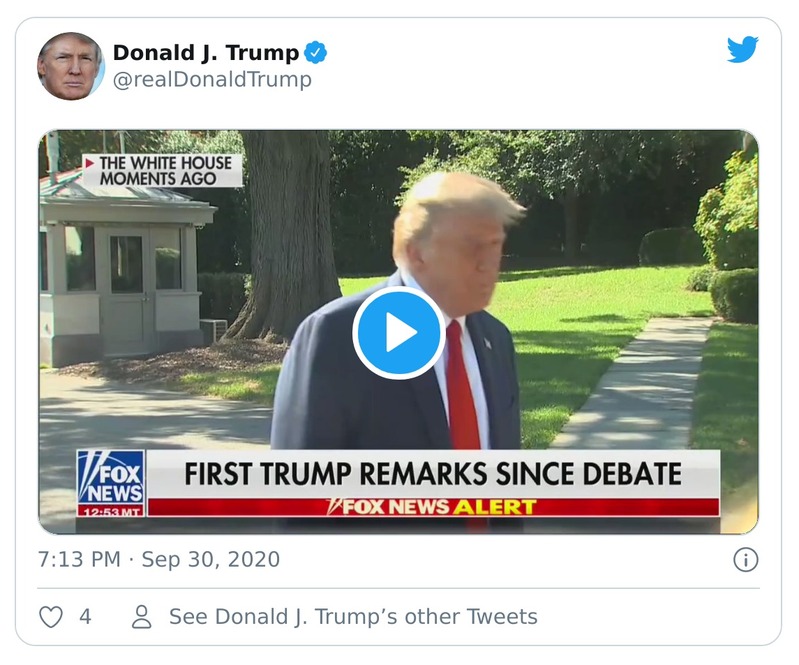 Donald J. Trump
@realDonaldTrump
THE WHITE HOUSE
MOMENTS AGO
FOX
NEWS
12:53 MT
FIRST TRUMP REMARKS SINCE DEBATE
FOX NEWS ALERT
7:13 PM · Sep 30, 2020
4
See Donald J. Trump’s other Tweets